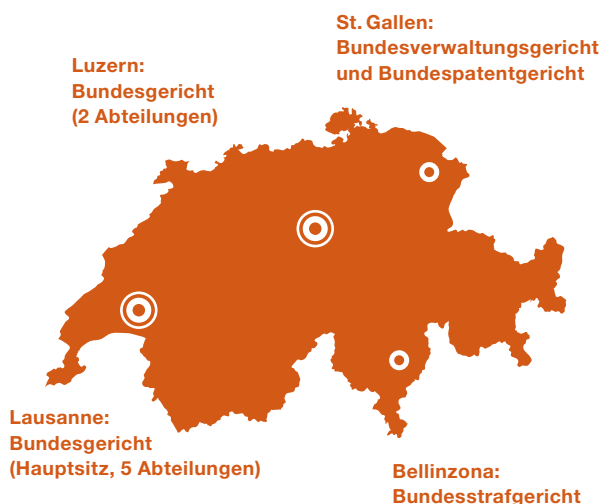 St. Gallen:
Bundesverwaltungsgericht
und Bundespatentgericht
Luzern:
Bundesgericht
(2 Abteilungen)
Lausanne:
Bundesgericht
(Hauptsitz, 5 Abteilungen)
Bellinzona:
Bundesstrafgericht